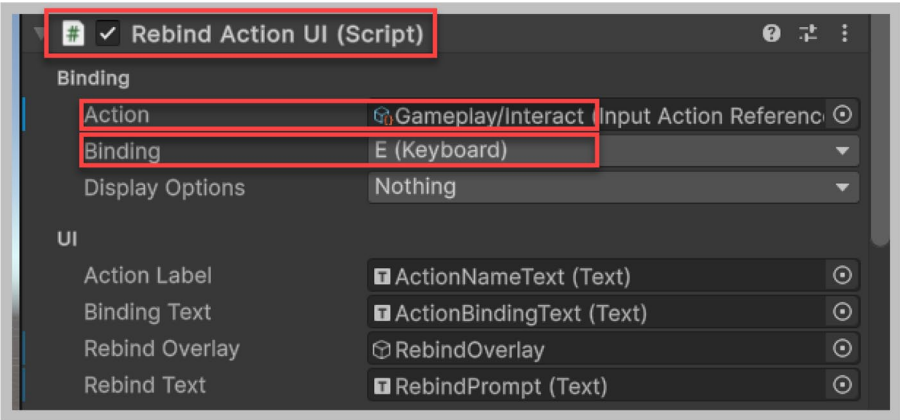 Rebind Action UI (Script)
Binding
Action Gameplay/Interact (Input Action Referenc
Binding E (Keyboard)
Display Options Nothing
UI
Action Label ActionNameText (Text)
Binding Text ActionBindingText (Text)
Rebind Overlay RebindOverlay
Rebind Text RebindPrompt (Text)